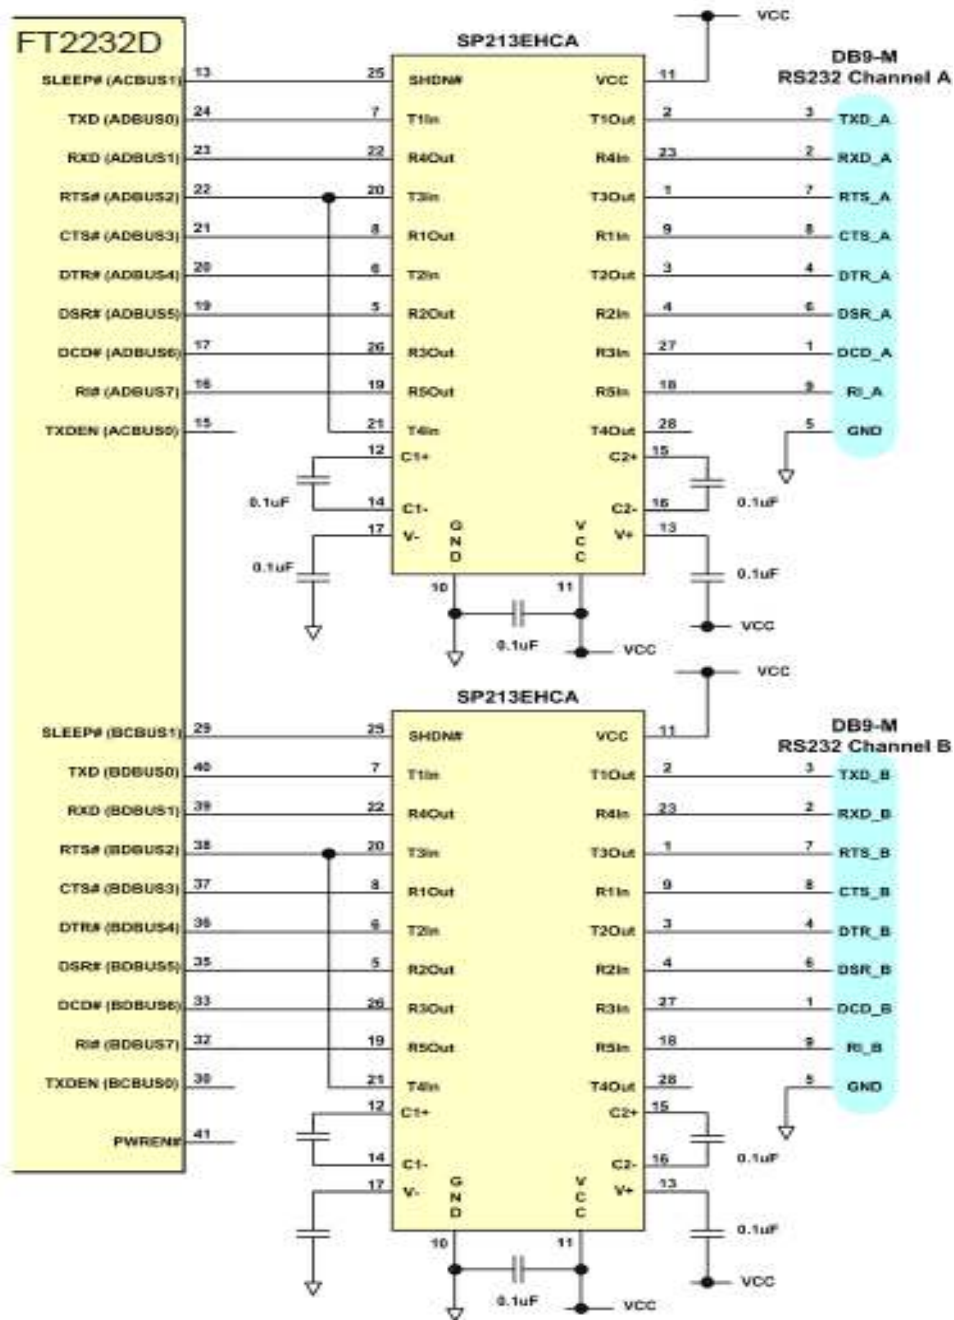 VCC
FT2232D
SP213EHCA
DB9-M
RS232 Channel A
SLEEP# (ACBUS1) 13 25 SHDN# VCC 11
TXD (ADBUS0) 24 7 T1In T1Out 2 3 TXD_A
RXD (ADBUS1) 23 22 R4Out R4In 23 2 RXD_A
RTS# (ADBUS2) 22 20 T3In T3Out 1 7 RTS_A
CTS# (ADBUS3) 21 8 R1Out R1In 9 8 CTS_A
DTR# (ADBUS4) 20 6 T2In T2Out 3 4 DTR_A
DSR# (ADBUS5) 19 5 R2Out R2In 4 6 DSR_A
DCD# (ADBUS6) 17 26 R3Out R3In 27 1 DCD_A
RI# (ADBUS7) 16 19 R5Out R5In 18 9 RI_A
TXDEN (ACBUS0) 15 21 T4In T4Out 28 5 GND
12 C1+ C2+ 15
0.1uF 0.1uF
14 C1- C2- 16
17 V- GND VCC V+ 13
0.1uF 0.1uF
10 11
0.1uF VCC
VCC
VCC
SP213EHCA
DB9-M
RS232 Channel B
SLEEP# (BCBUS1) 29 25 SHDN# VCC 11
TXD (BDBUS0) 40 7 T1In T1Out 2 3 TXD_B
RXD (BDBUS1) 39 22 R4Out R4In 23 2 RXD_B
RTS# (BDBUS2) 38 20 T3In T3Out 1 7 RTS_B
CTS# (BDBUS3) 37 8 R1Out R1In 9 8 CTS_B
DTR# (BDBUS4) 36 6 T2In T2Out 3 4 DTR_B
DSR# (BDBUS5) 35 5 R2Out R2In 4 6 DSR_B
DCD# (BDBUS6) 33 26 R3Out R3In 27 1 DCD_B
RI# (BDBUS7) 32 19 R5Out R5In 18 9 RI_B
TXDEN (BCBUS0) 30 21 T4In T4Out 28 5 GND
12 C1+ C2+ 15
PWREN# 41
0.1uF
14 C1- C2- 16
17 V- GND VCC V+ 13
0.1uF
10 11
VCC
0.1uF VCC